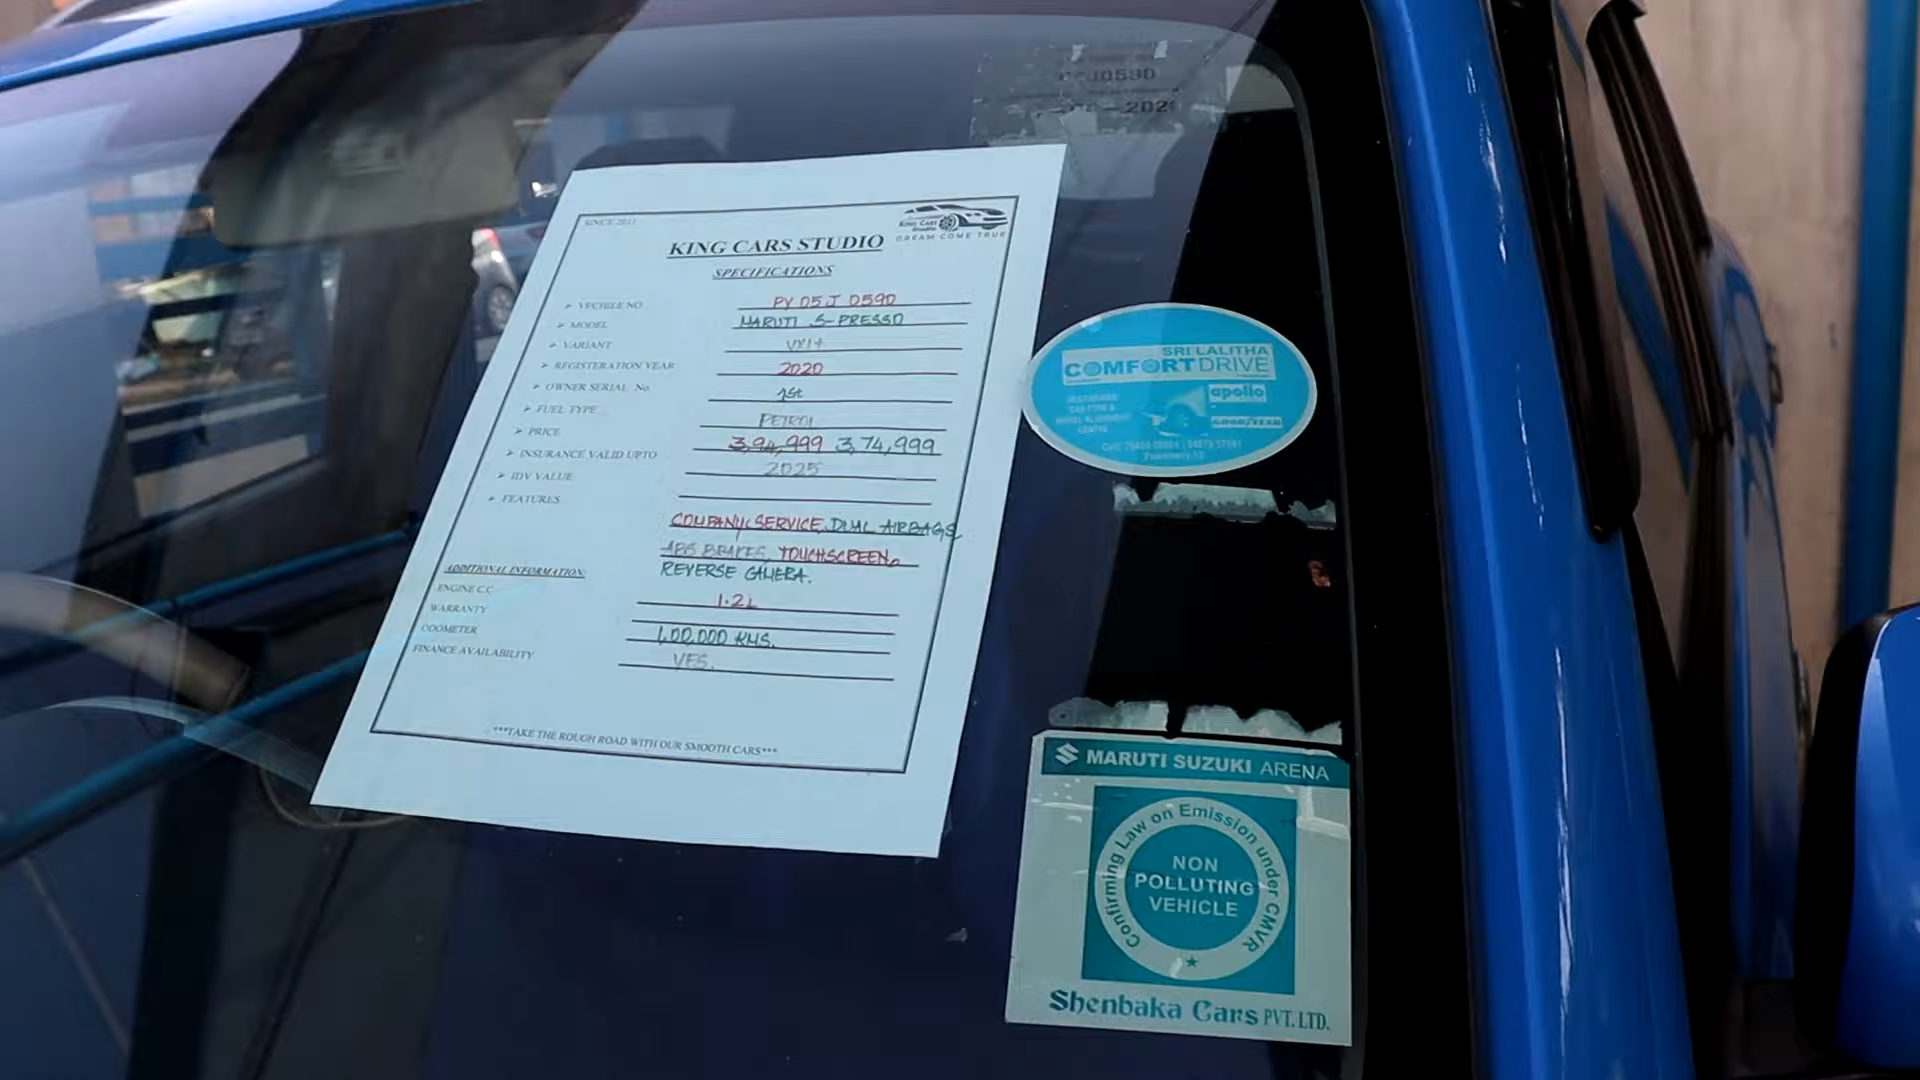 0590
2020
SINCE 2011
KING CARS Studio
DREAM COME TRUE
KING CARS STUDIO
SPECIFICATIONS
➤ VECHILE NO PY 05 J 0590
➤ MODEL MARUTI S-PRESSO
➤ VARIANT VXI+
➤ REGISTERATION YEAR 2020
➤ OWNER SERIAL No. 1st
➤ FUEL TYPE PETROL
➤ PRICE 3,94,999 3,74,999
➤ INSURANCE VALID UPTO 2025
➤ IDV VALUE
➤ FEATURES
COMPANY SERVICE, DUAL AIRBAGS,
ABS BRAKES, TOUCHSCREEN,
REVERSE CAMERA.
ADDITIONAL INFORMATION:
ENGINE C.C 1.2L
WARRANTY
ODOMETER 1,00,000 KMS.
FINANCE AVAILABILITY YES.
***TAKE THE ROUGH ROAD WITH OUR SMOOTH CARS***
SRI LALITHA
COMFORT DRIVE
apollo
GOODYEAR
MARUTI SUZUKI ARENA
Confirming Law on Emission under CMVR
NON
POLLUTING
VEHICLE
Shenbaka Cars PVT. LTD.